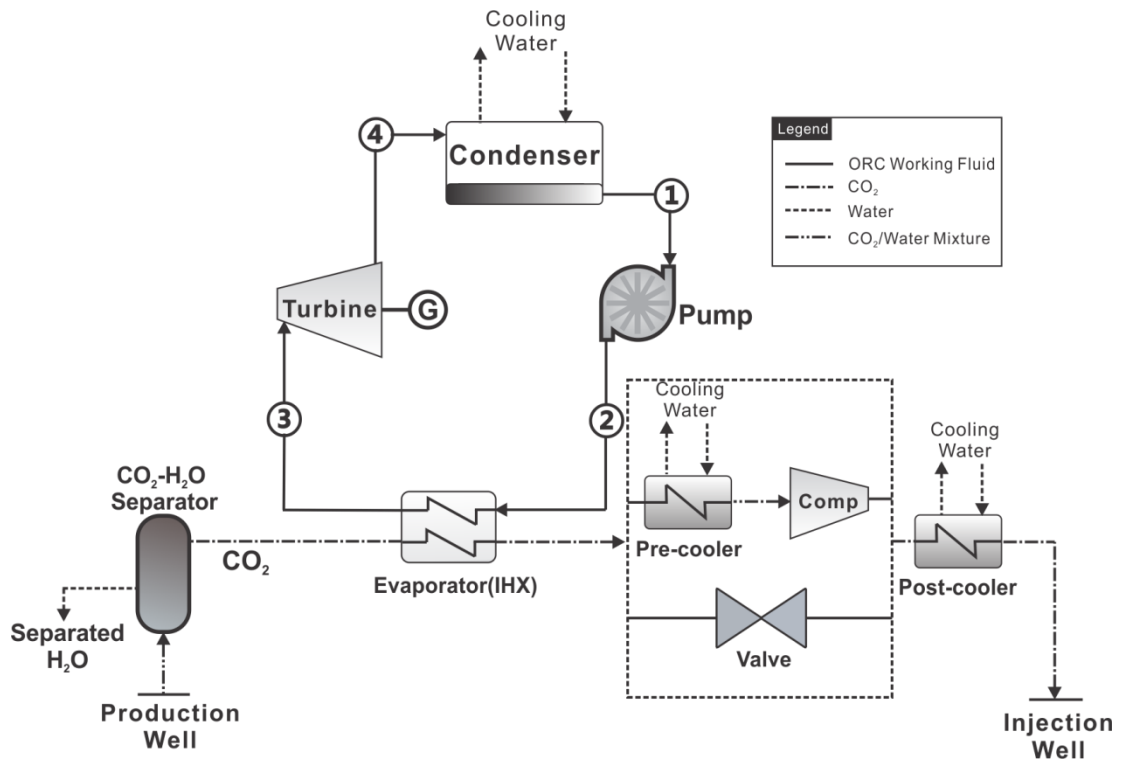 Cooling
Water
4
Condenser
1
Legend
ORC Working Fluid
CO₂
Water
CO₂/Water Mixture
Turbine
G
Pump
3
2
Cooling
Water
Comp
Pre-cooler
Valve
Cooling
Water
Post-cooler
CO₂-H₂O
Separator
CO₂
Evaporator(IHX)
Separated
H₂O
Production
Well
Injection
Well